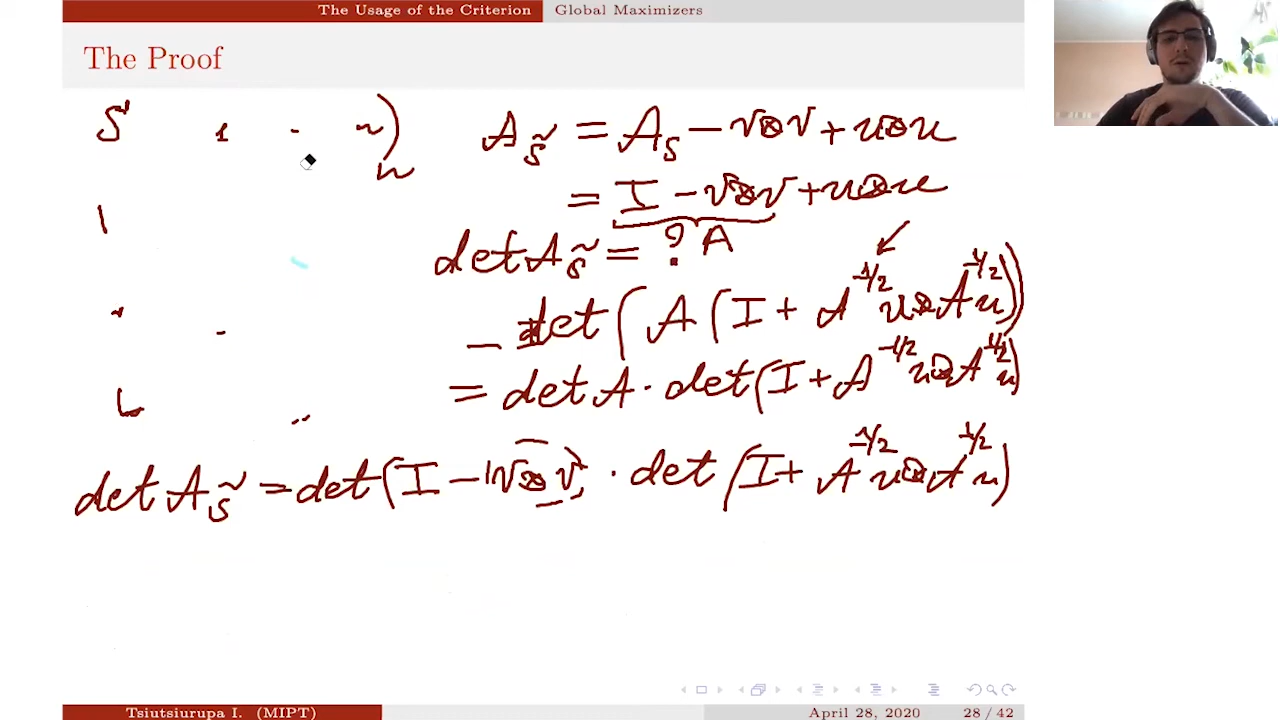 The Usage of the Criterion Global Maximizers
The Proof
A_S̃ = A_S − v⊗v + u⊗u
= I − v⊗v + u⊗u
A
det A_S̃ = ?
= det(A(I + A^{-1/2}u⊗A^{-1/2}u))
= det A · det(I + A^{-1/2}u⊗A^{-1/2}u)
det A_S̃ = det(I − v⊗v) · det(I + A^{-1/2}u⊗A^{-1/2}u)
Tsiutsiurupa I. (MIPT) April 28, 2020 28 / 42